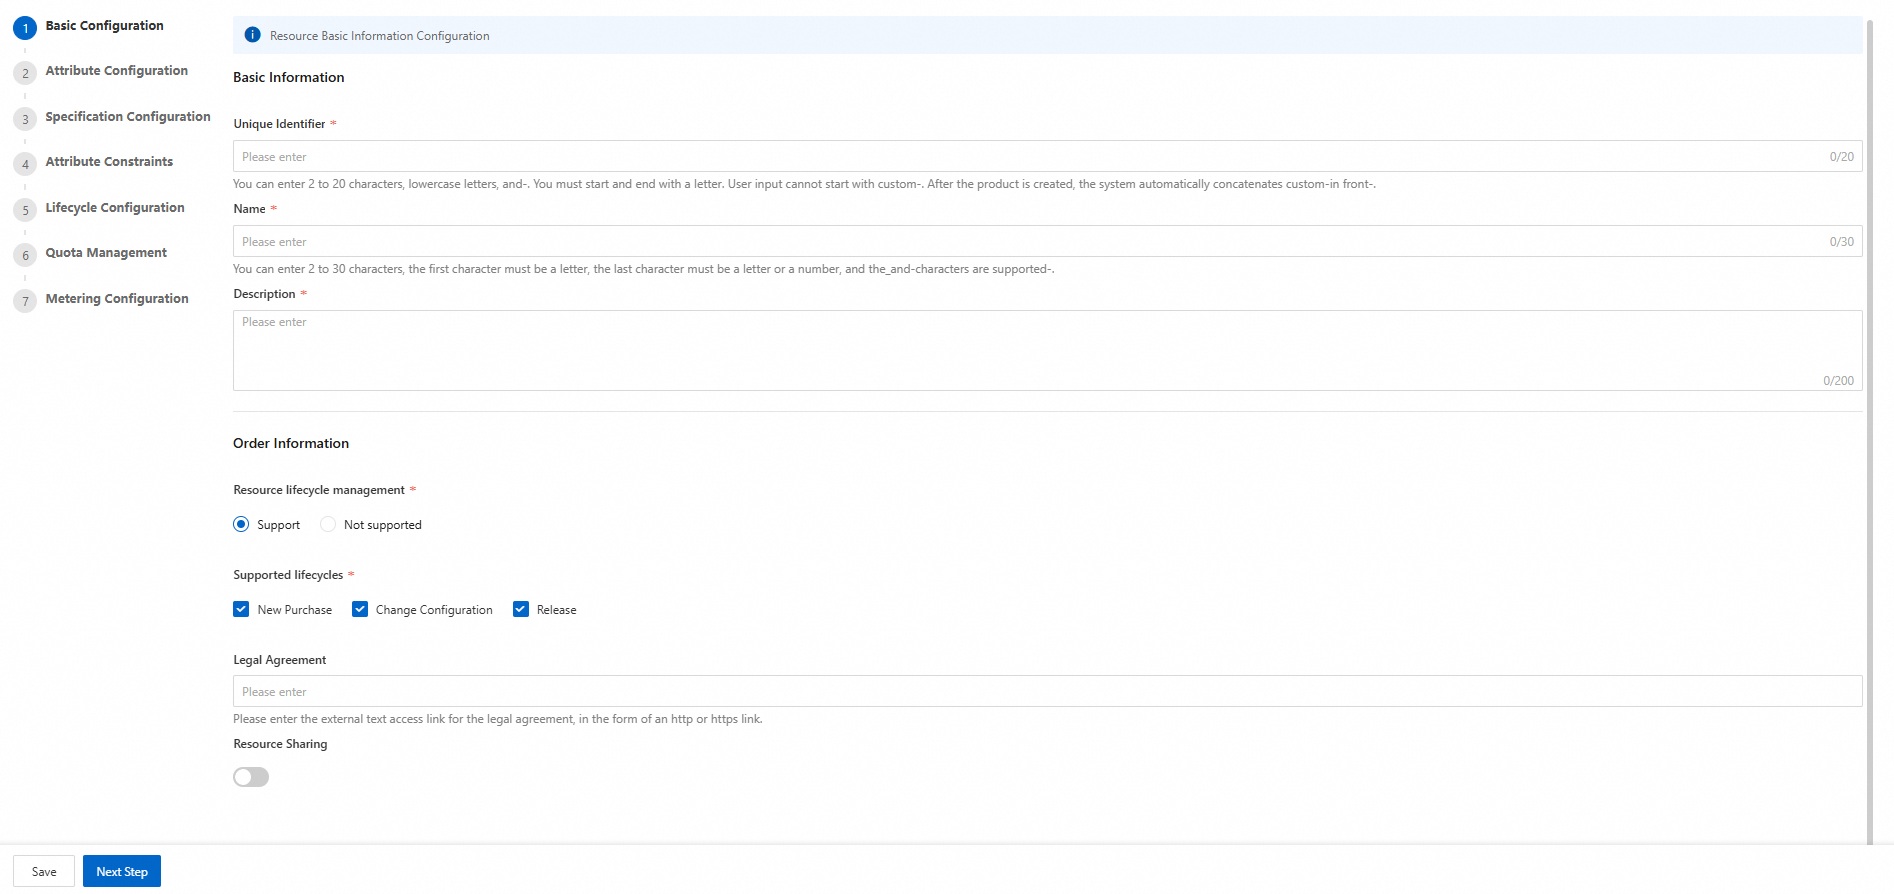 1 Basic Configuration
2 Attribute Configuration
3 Specification Configuration
4 Attribute Constraints
5 Lifecycle Configuration
6 Quota Management
7 Metering Configuration
Resource Basic Information Configuration
Basic Information
Unique Identifier *
Please enter 0/20
You can enter 2 to 20 characters, lowercase letters, and-. You must start and end with a letter. User input cannot start with custom-. After the product is created, the system automatically concatenates custom-in front-.
Name *
Please enter 0/30
You can enter 2 to 30 characters, the first character must be a letter, the last character must be a letter or a number, and the_and-characters are supported-.
Description *
Please enter
0/200
Order Information
Resource lifecycle management *
Support Not supported
Supported lifecycles *
New Purchase Change Configuration Release
Legal Agreement
Please enter
Please enter the external text access link for the legal agreement, in the form of an http or https link.
Resource Sharing
Save Next Step